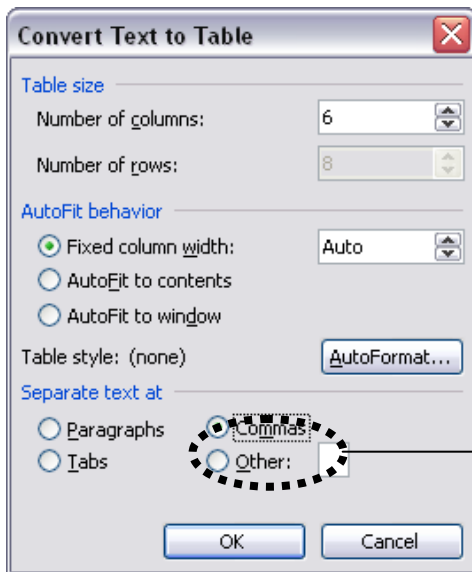 Convert Text to Table
Table size
Number of columns: 6
Number of rows: 8
AutoFit behavior
Fixed column width: Auto
AutoFit to contents
AutoFit to window
Table style: (none) AutoFormat...
Separate text at
Paragraphs Commas
Tabs Other:
OK Cancel